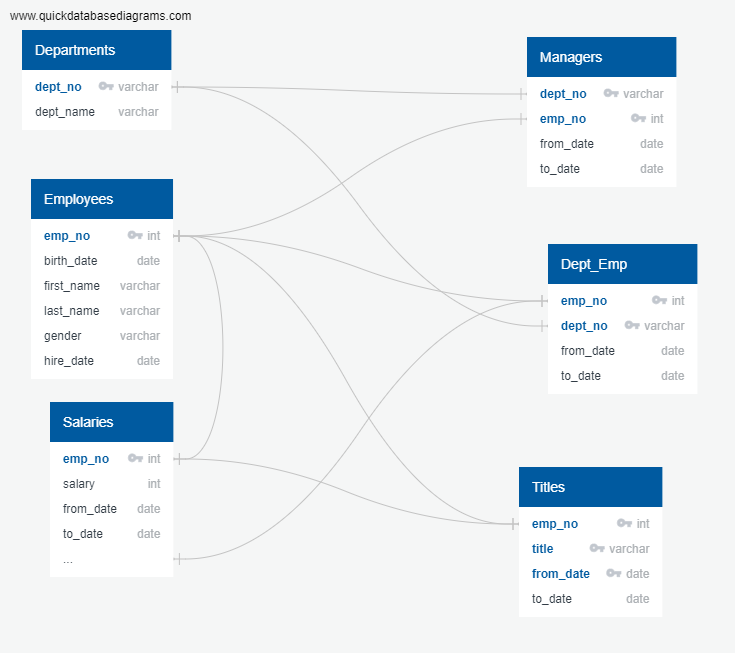 www.quickdatabasediagrams.com
Departments
dept_no varchar
dept_name varchar
Managers
dept_no varchar
emp_no int
from_date date
to_date date
Employees
emp_no int
birth_date date
first_name varchar
last_name varchar
gender varchar
hire_date date
Dept_Emp
emp_no int
dept_no varchar
from_date date
to_date date
Salaries
emp_no int
salary int
from_date date
to_date date
...
Titles
emp_no int
title varchar
from_date date
to_date date